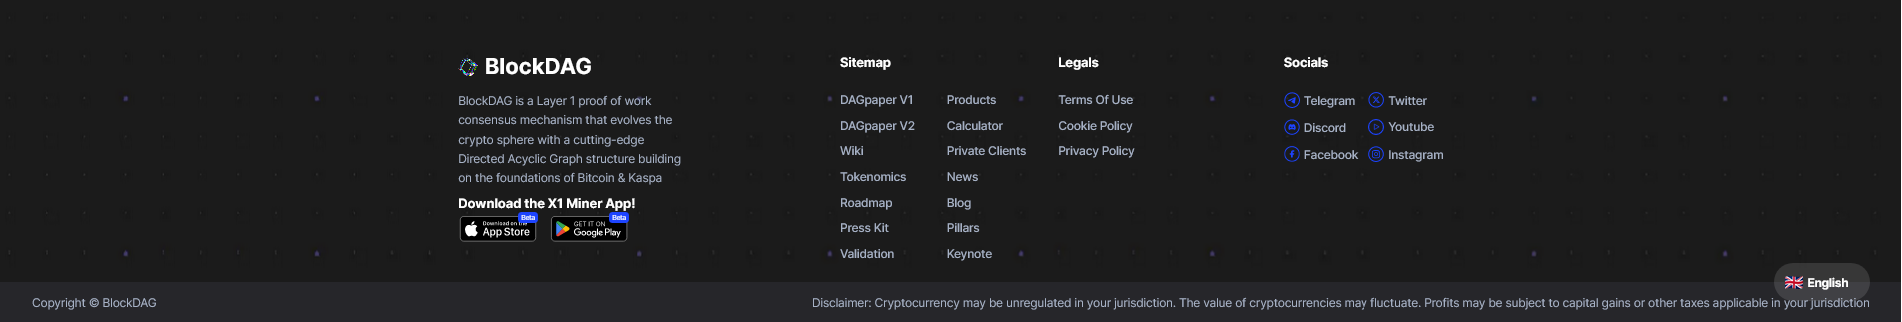 BlockDAG
BlockDAG is a Layer 1 proof of work
consensus mechanism that evolves the
crypto sphere with a cutting-edge
Directed Acyclic Graph structure building
on the foundations of Bitcoin & Kaspa
Download the X1 Miner App!
Beta
Download on the
App Store
Beta
GET IT ON
Google Play
Sitemap
DAGpaper V1
DAGpaper V2
Wiki
Tokenomics
Roadmap
Press Kit
Validation
Products
Calculator
Private Clients
News
Blog
Pillars
Keynote
Legals
Terms Of Use
Cookie Policy
Privacy Policy
Socials
Telegram
Twitter
Discord
Youtube
Facebook
Instagram
English
Copyright © BlockDAG
Disclaimer: Cryptocurrency may be unregulated in your jurisdiction. The value of cryptocurrencies may fluctuate. Profits may be subject to capital gains or other taxes applicable in your jurisdiction